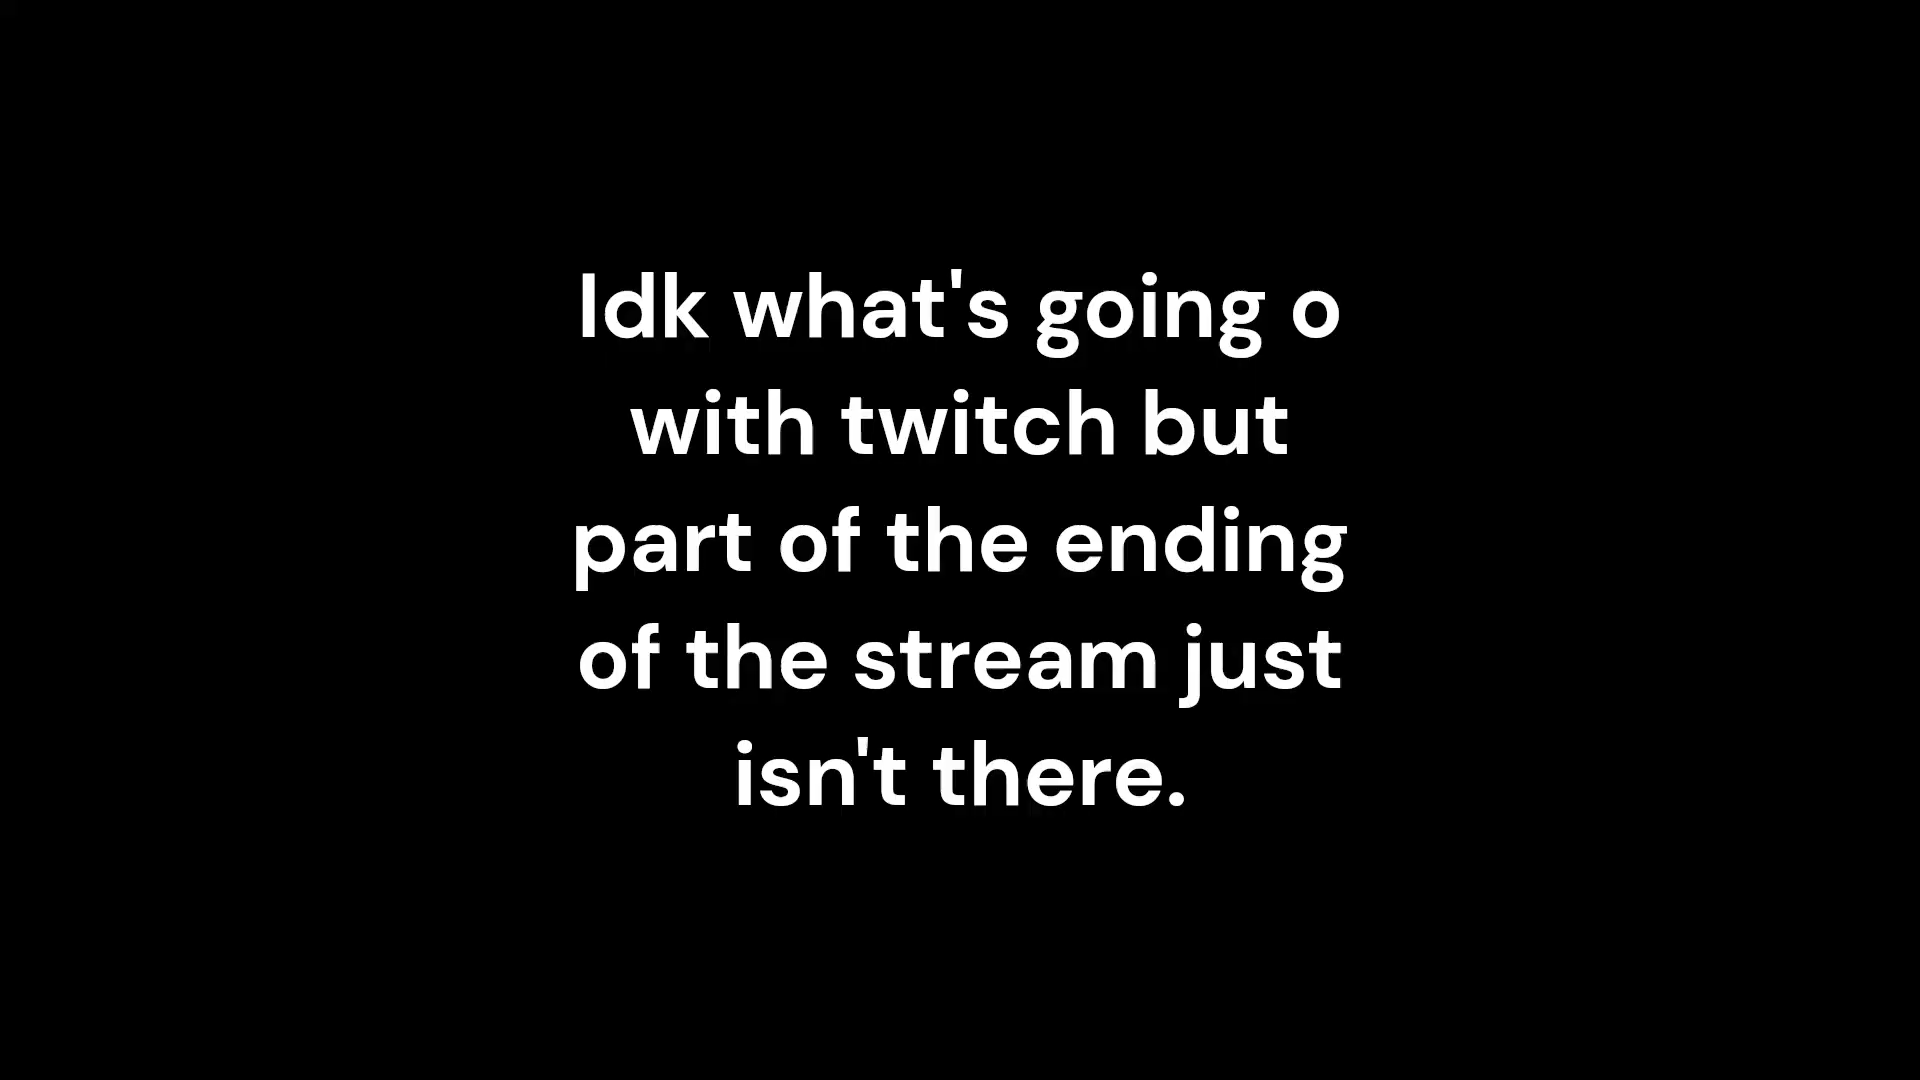 Idk what's going o
with twitch but
part of the ending
of the stream just
isn't there.